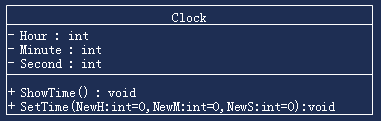 Clock
- Hour : int
- Minute : int
- Second : int
+ ShowTime() : void
+ SetTime(NewH:int=0,NewM:int=0,NewS:int=0):void